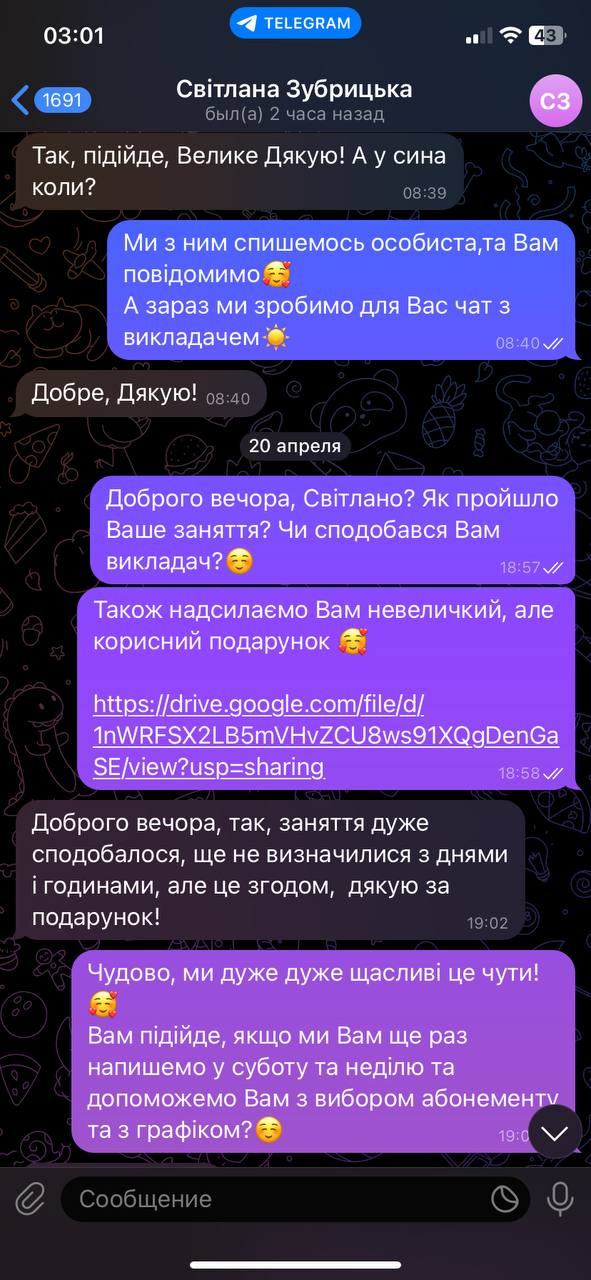 03:01
TELEGRAM
43
1691
Світлана Зубрицька
был(а) 2 часа назад
СЗ
Так, підійде, Велике Дякую! А у сина
коли?
08:39
Ми з ним спишемось особиста,та Вам
повідомимо🥰
А зараз ми зробимо для Вас чат з
викладачем☀️
08:40
Добре, Дякую! 08:40
20 апреля
Доброго вечора, Світлано? Як пройшло
Ваше заняття? Чи сподобався Вам
викладач?☺️
18:57
Також надсилаємо Вам невеличкий, але
корисний подарунок 🥰
https://drive.google.com/file/d/
1nWRFSX2LB5mVHvZCU8ws91XQgDenGa
SE/view?usp=sharing
18:58
Доброго вечора, так, заняття дуже
сподобалося, ще не визначилися з днями
і годинами, але це згодом,  дякую за
подарунок!
19:02
Чудово, ми дуже дуже щасливі це чути!
🥰
Вам підійде, якщо ми Вам ще раз
напишемо у суботу та неділю та
допоможемо Вам з вибором абонементу
та з графіком?☺️
Сообщение